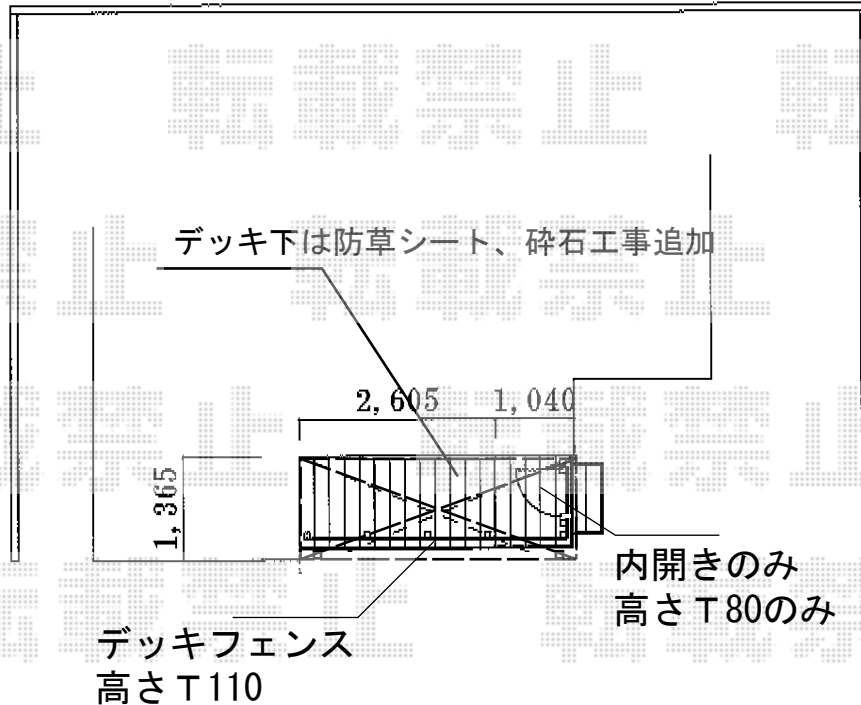 転載禁止
デッキ下は防草シート、砕石工事追加
2,605
1,040
1,365
内開きのみ
高さT80のみ
デッキフェンス
高さT110